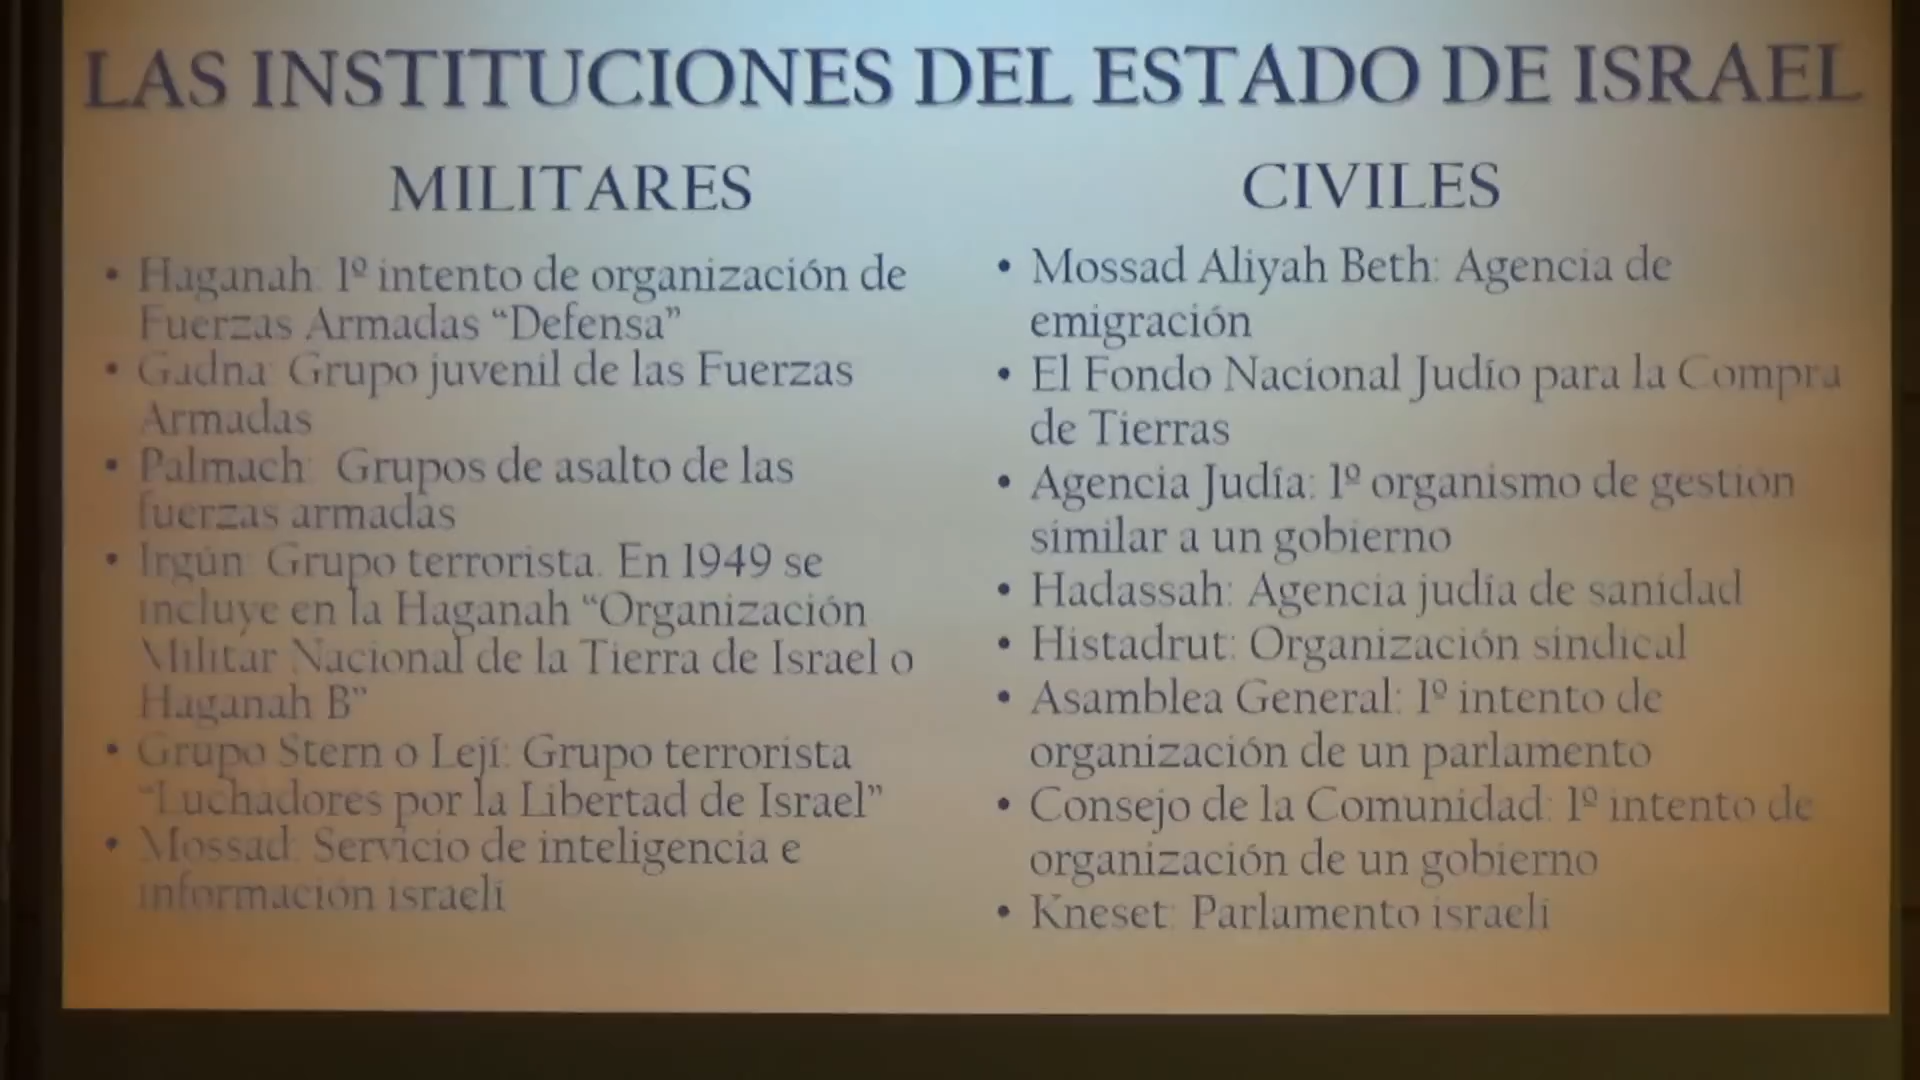 LAS INSTITUCIONES DEL ESTADO DE ISRAEL
MILITARES
• Haganah: 1º intento de organización de
Fuerzas Armadas “Defensa”
• Gadna: Grupo juvenil de las Fuerzas
Armadas
• Palmach: Grupos de asalto de las
fuerzas armadas
• Irgún: Grupo terrorista. En 1949 se
incluye en la Haganah “Organización
Militar Nacional de la Tierra de Israel o
Haganah B”
• Grupo Stern o Lejí: Grupo terrorista
“Luchadores por la Libertad de Israel”
• Mossad: Servicio de inteligencia e
información israelí
CIVILES
• Mossad Aliyah Beth: Agencia de
emigración
• El Fondo Nacional Judío para la Compra
de Tierras
• Agencia Judía: 1º organismo de gestión
similar a un gobierno
• Hadassah: Agencia judía de sanidad
• Histadrut: Organización sindical
• Asamblea General: 1º intento de
organización de un parlamento
• Consejo de la Comunidad: 1º intento de
organización de un gobierno
• Kneset: Parlamento israelí